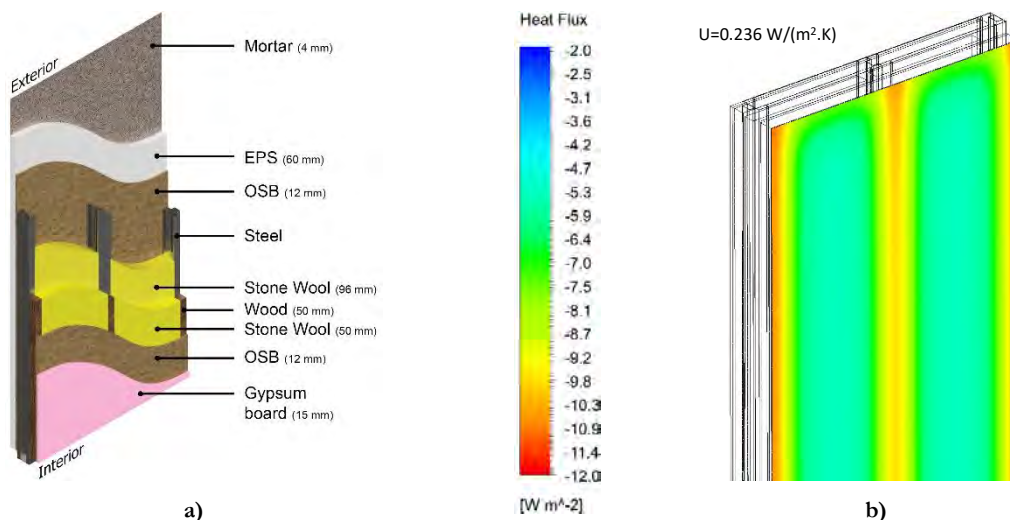 Exterior
Mortar (4 mm)
EPS (60 mm)
OSB (12 mm)
Steel
Stone Wool (96 mm)
Wood (50 mm)
Stone Wool (50 mm)
OSB (12 mm)
Gypsum
board (15 mm)
Interior
a)
Heat Flux
-2.0
-2.6
-3.1
-3.7
-4.2
-4.8
-5.3
-5.9
-6.4
-7.0
-7.5
-8.1
-8.7
-9.2
-9.8
-10.3
-10.9
-11.4
-12.0
[W m^-2]
U=0.236 W/(m².K)
b)